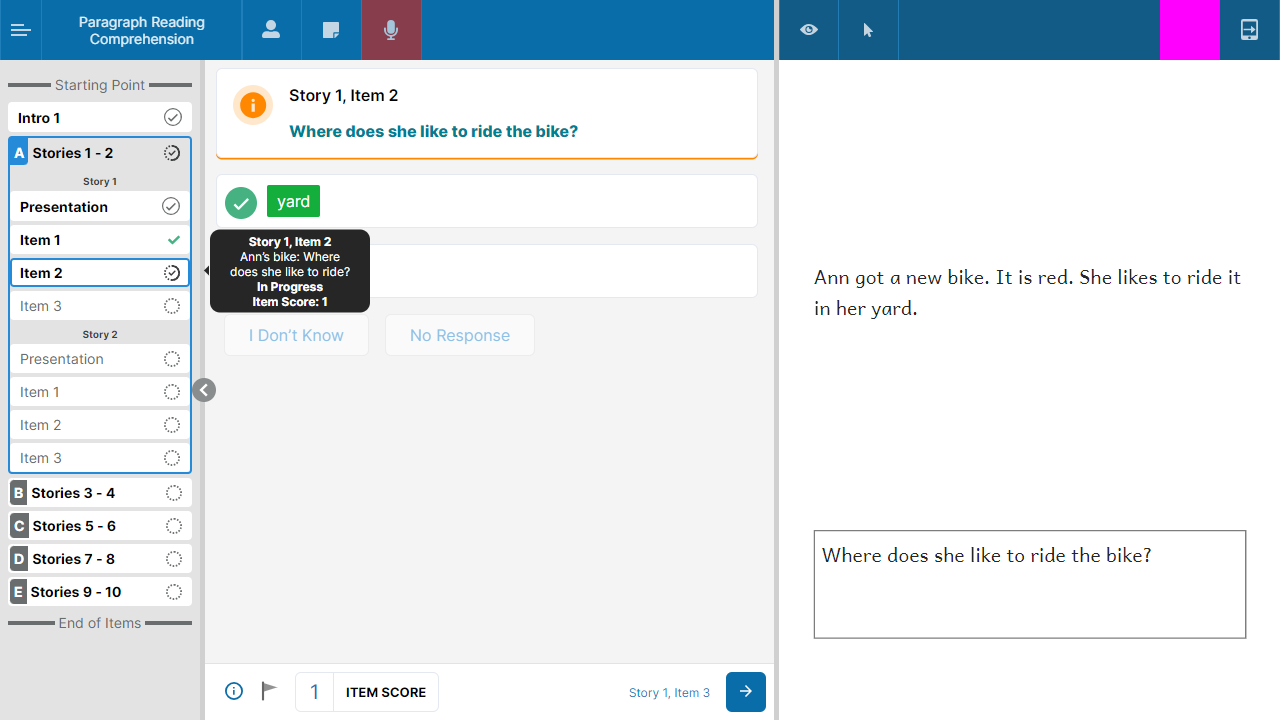 Paragraph Reading
Comprehension
Starting Point
Intro 1
A Stories 1 - 2
Story 1
Presentation
Item 1
Item 2
Item 3
Story 2
Presentation
Item 1
Item 2
Item 3
B Stories 3 - 4
C Stories 5 - 6
D Stories 7 - 8
E Stories 9 - 10
End of Items
Story 1, Item 2
Where does she like to ride the bike?
yard
Story 1, Item 2
Ann's bike: Where
does she like to ride?
In Progress
Item Score: 1
I Don't Know
No Response
1 ITEM SCORE
Story 1, Item 3
Ann got a new bike. It is red. She likes to ride it
in her yard.
Where does she like to ride the bike?